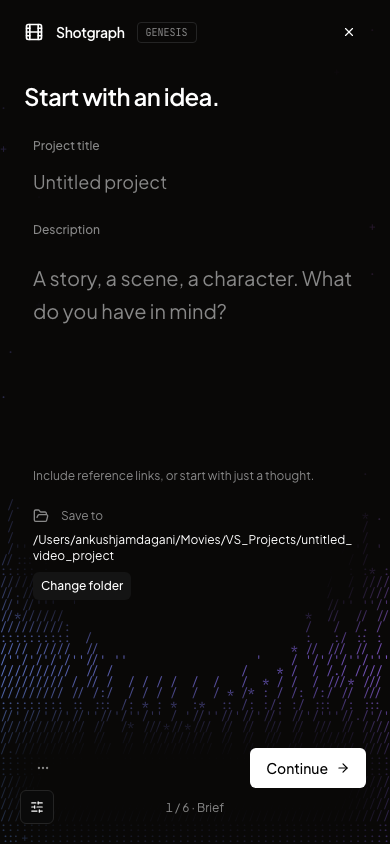 Shotgraph GENESIS
Start with an idea.
Project title
Untitled project
Description
A story, a scene, a character. What
do you have in mind?
Include reference links, or start with just a thought.
Save to
/Users/ankushjamdagani/Movies/VS_Projects/untitled_
video_project
Change folder
Continue
1/6 · Brief